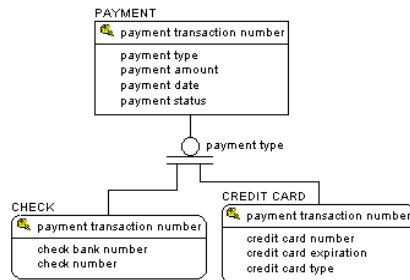 PAYMENT
payment transaction number
payment type
payment amount
payment date
payment status
payment type
CHECK
payment transaction number
check bank number
check number
CREDIT CARD
payment transaction number
credit card number
credit card expiration
credit card type